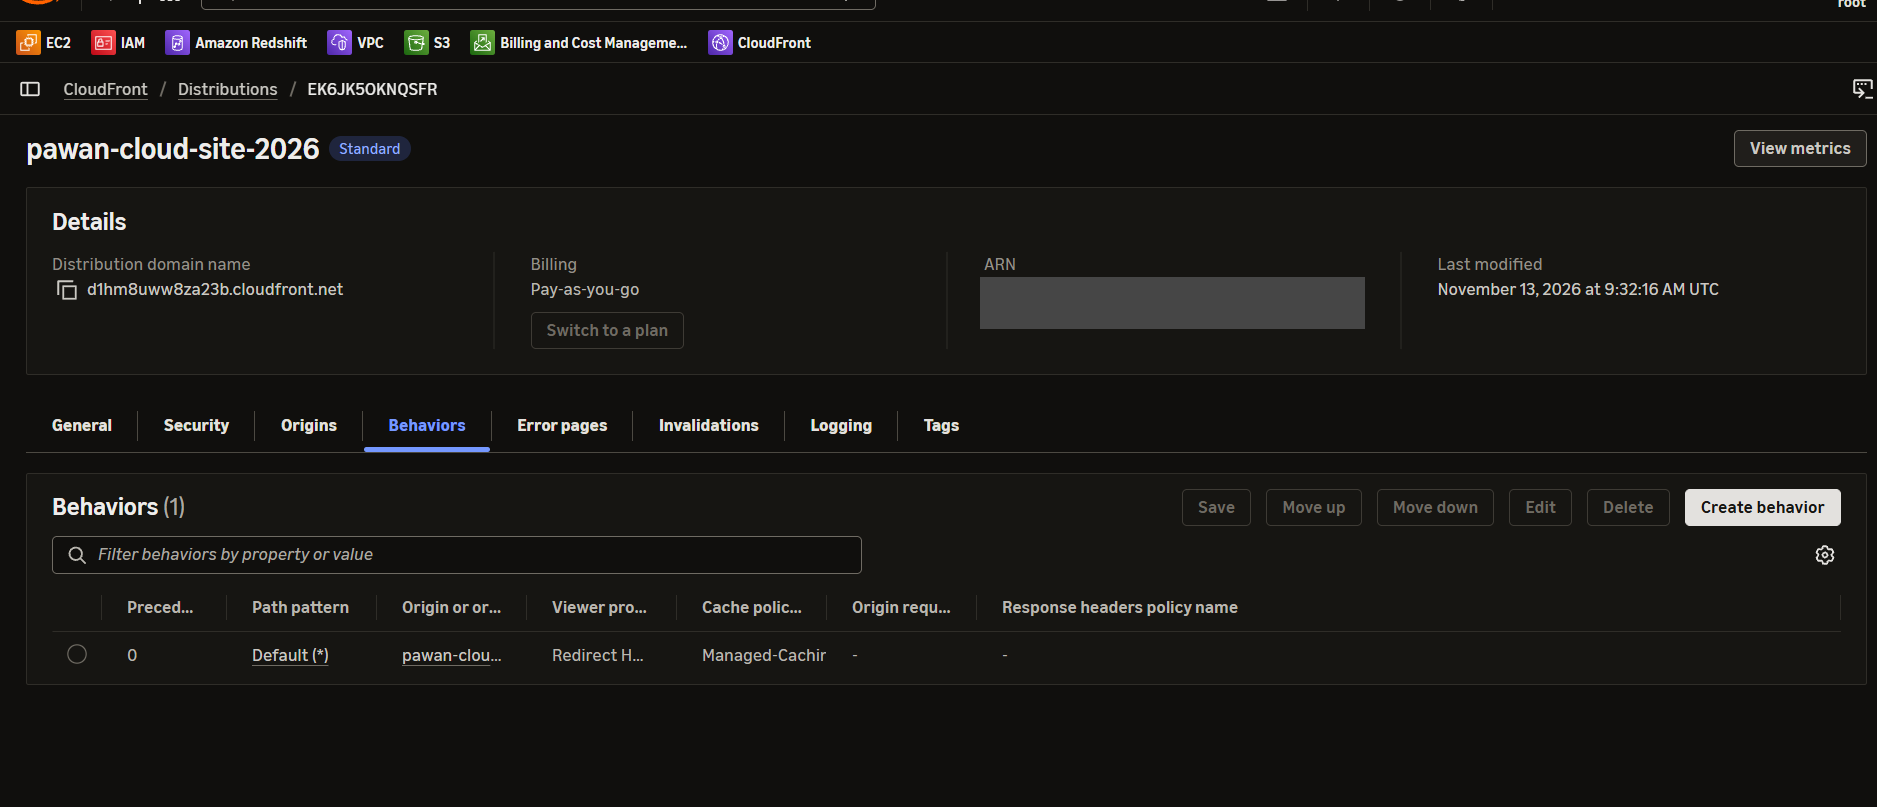 root
EC2 IAM Amazon Redshift VPC S3 Billing and Cost Manageme... CloudFront
CloudFront / Distributions / EK6JK5OKNQSFR
pawan-cloud-site-2026 Standard View metrics
Details
Distribution domain name Billing ARN Last modified
d1hm8uww8za23b.cloudfront.net Pay-as-you-go November 13, 2026 at 9:32:16 AM UTC
Switch to a plan
General Security Origins Behaviors Error pages Invalidations Logging Tags
Behaviors (1) Save Move up Move down Edit Delete Create behavior
Filter behaviors by property or value
Preced... Path pattern Origin or or... Viewer pro... Cache polic... Origin requ... Response headers policy name
0 Default (*) pawan-clou... Redirect H... Managed-Cachir - -